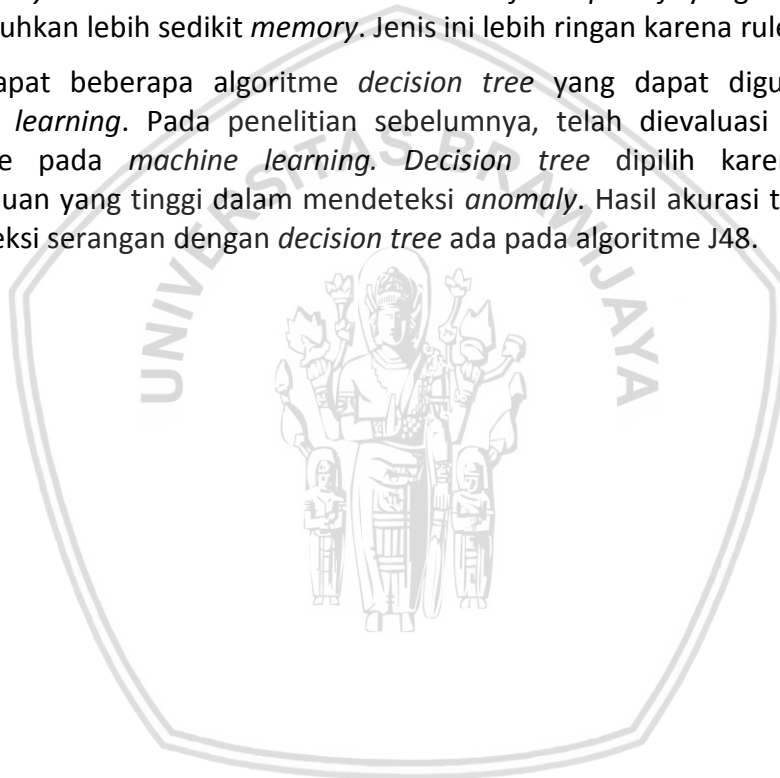 uhkan lebih sedikit memory. Jenis ini lebih ringan karena rule
apat beberapa algoritme decision tree yang dapat digu
learning. Pada penelitian sebelumnya, telah dievaluasi
e pada machine learning. Decision tree dipilih karen
uan yang tinggi dalam mendeteksi anomaly. Hasil akurasi t
eksi serangan dengan decision tree ada pada algoritme J48.
UNIVERSITAS BRAWIJAYA